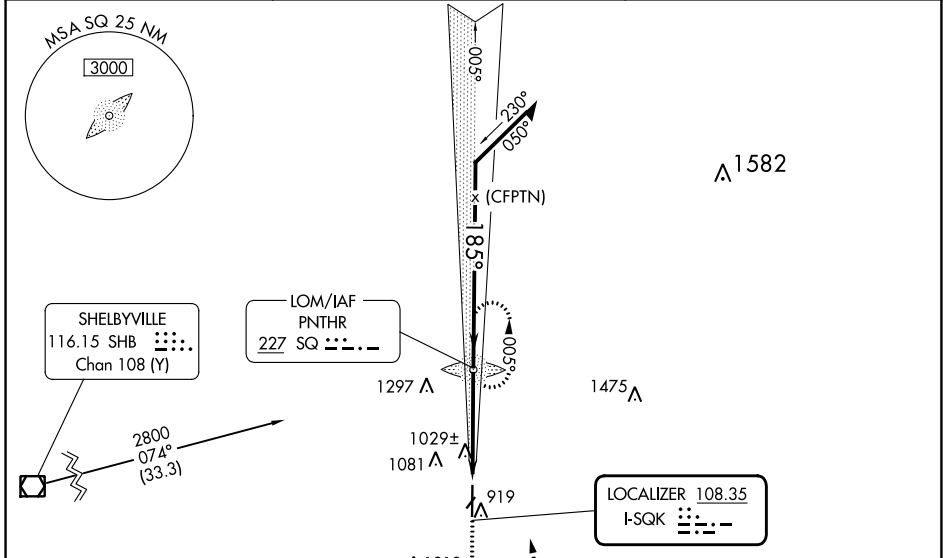 MSA SQ 25 NM
3000
005°
230°
050°
1582
x (CFPTN)
185°
SHELBYVILLE
116.15 SHB
Chan 108 (Y)
LOM/IAF
PNTHR
227 SQ
005°
1297
1475
2800
074°
(33.3)
1029±
1081
919
LOCALIZER 108.35
I-SQK